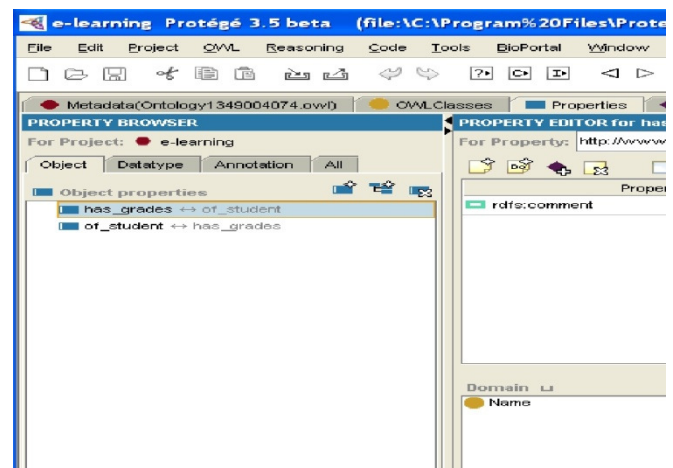 e-learning Protégé 3.5 beta (file:\C:\Program%20Files\Prote
File Edit Project OWL Reasoning Code Tools BioPortal Window
Metadata(Ontology1349004074.owl) OWLClasses Properties
PROPERTY BROWSER
PROPERTY EDITOR for has
For Project: e-learning
For Property: http://www
Object Datatype Annotation All
Object properties
Proper
has_grades ↔ of_student
rdfs:comment
of_student ↔ has_grades
Domain ⊔
Name